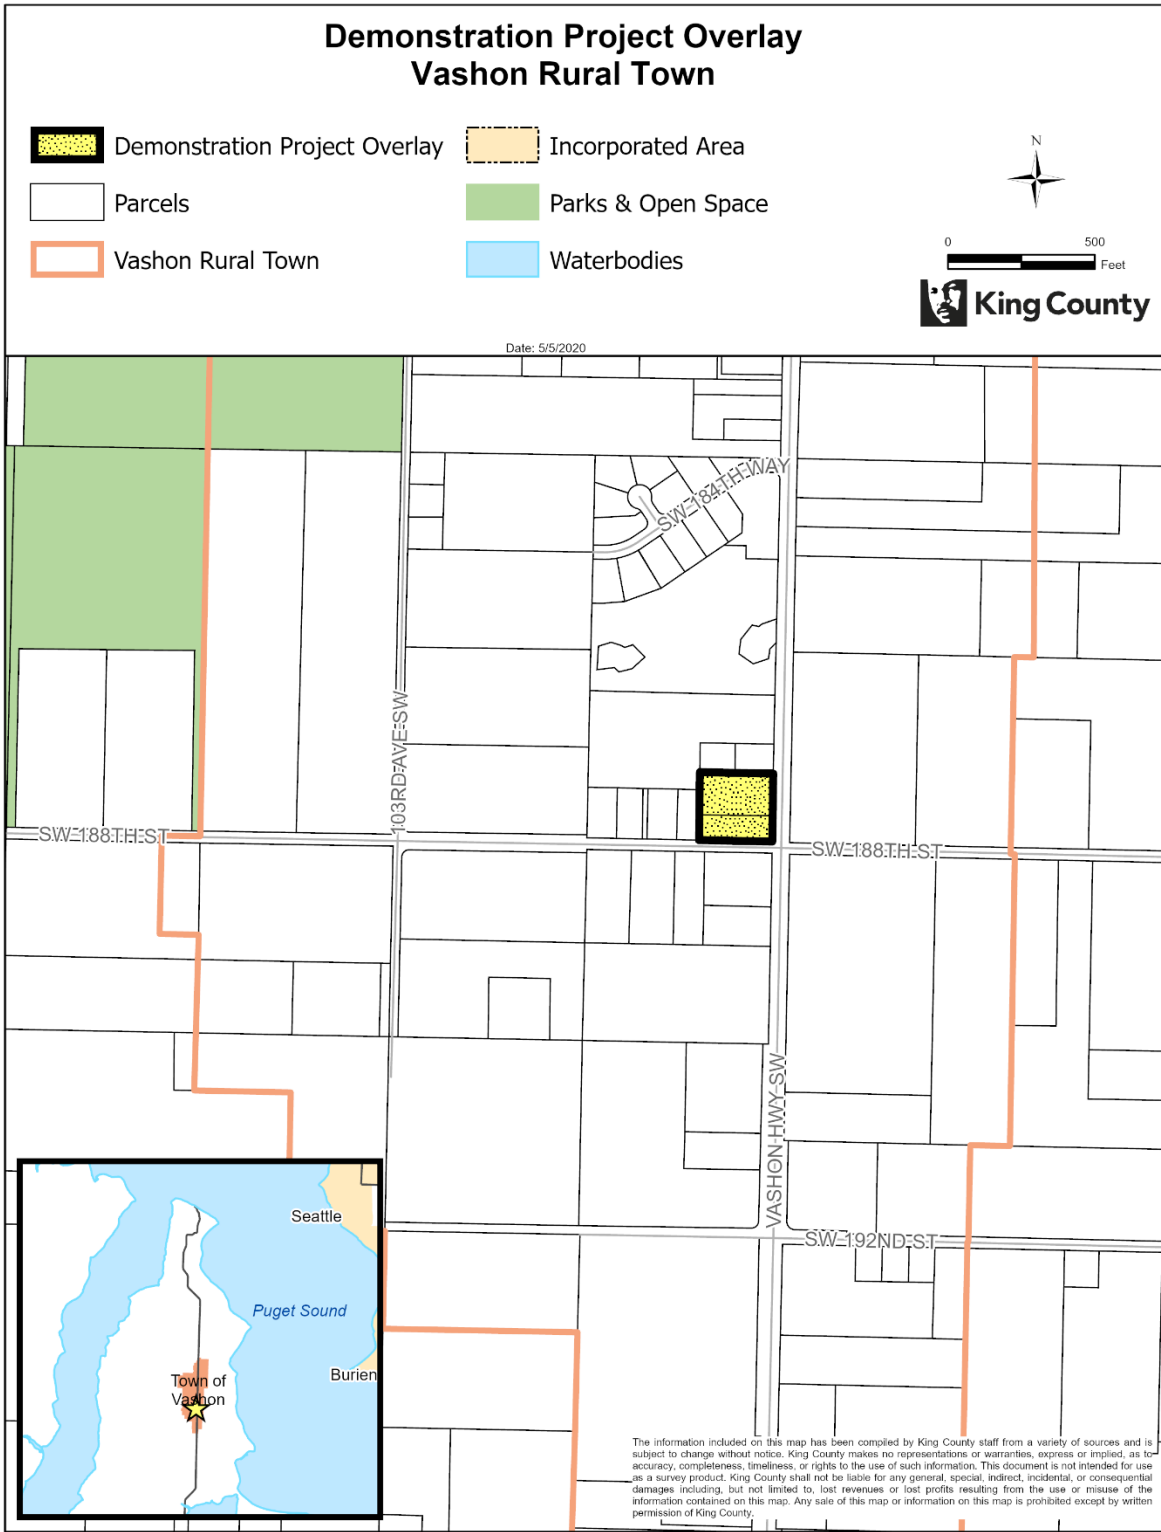 Demonstration Project Overlay
Vashon Rural Town
Demonstration Project Overlay
Incorporated Area
Parcels
Parks & Open Space
Vashon Rural Town
Waterbodies
N
0 500
Feet
King County
Date: 5/5/2020
SW 184TH WAY
103RD AVE SW
SW 188TH ST
SW 188TH ST
VASHON HWY SW
SW 192ND ST
Seattle
Puget Sound
Burien
Town of
Vashon
The information included on this map has been compiled by King County staff from a variety of sources and is
subject to change without notice. King County makes no representations or warranties, express or implied, as to
accuracy, completeness, timeliness, or rights to the use of such information. This document is not intended for use
as a survey product. King County shall not be liable for any general, special, indirect, incidental, or consequential
damages including, but not limited to, lost revenues or lost profits resulting from the use or misuse of the
information contained on this map. Any sale of this map or information on this map is prohibited except by written
permission of King County.